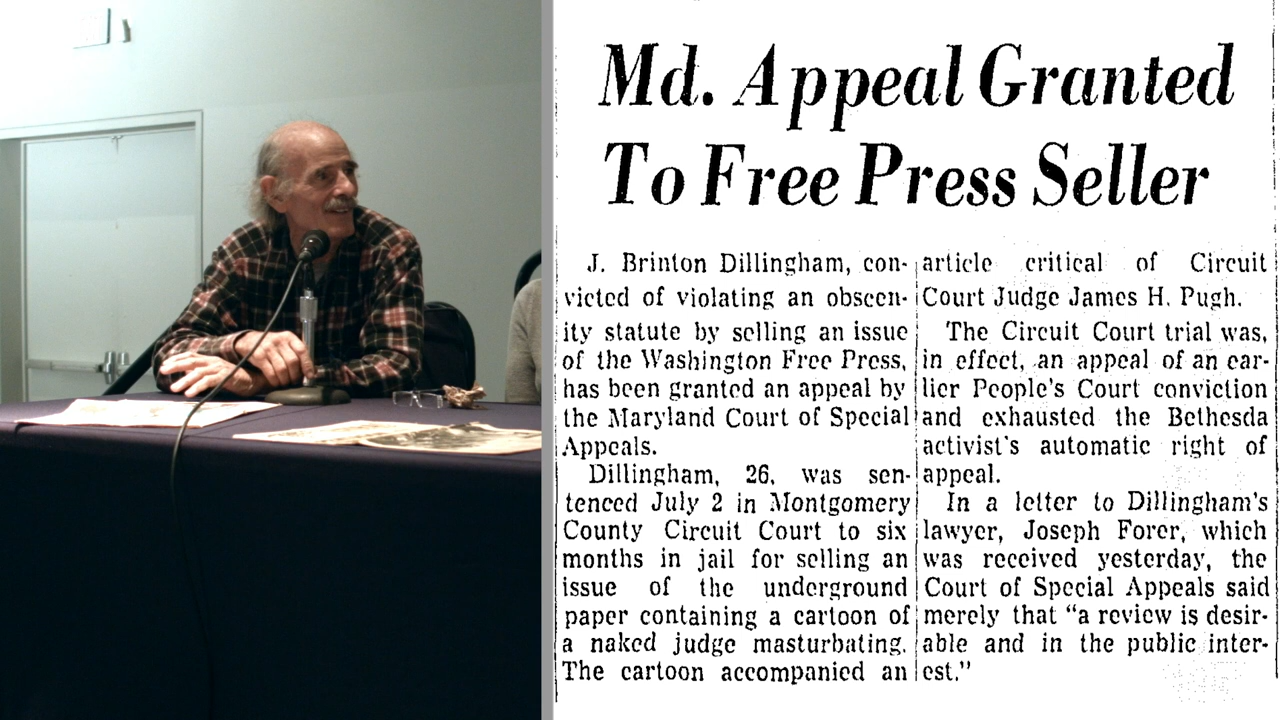 Md. Appeal Granted
To Free Press Seller
J. Brinton Dillingham, con-
victed of violating an obscen-
ity statute by selling an issue
of the Washington Free Press,
has been granted an appeal by
the Maryland Court of Special
Appeals.
Dillingham, 26, was sen-
tenced July 2 in Montgomery
County Circuit Court to six
months in jail for selling an
issue of the underground
paper containing a cartoon of
a naked judge masturbating.
The cartoon accompanied an
article critical of Circuit
Court Judge James H. Pugh.
The Circuit Court trial was,
in effect, an appeal of an ear-
lier People's Court conviction
and exhausted the Bethesda
activist's automatic right of
appeal.
In a letter to Dillingham's
lawyer, Joseph Forer, which
was received yesterday, the
Court of Special Appeals said
merely that "a review is desir-
able and in the public inter-
est."